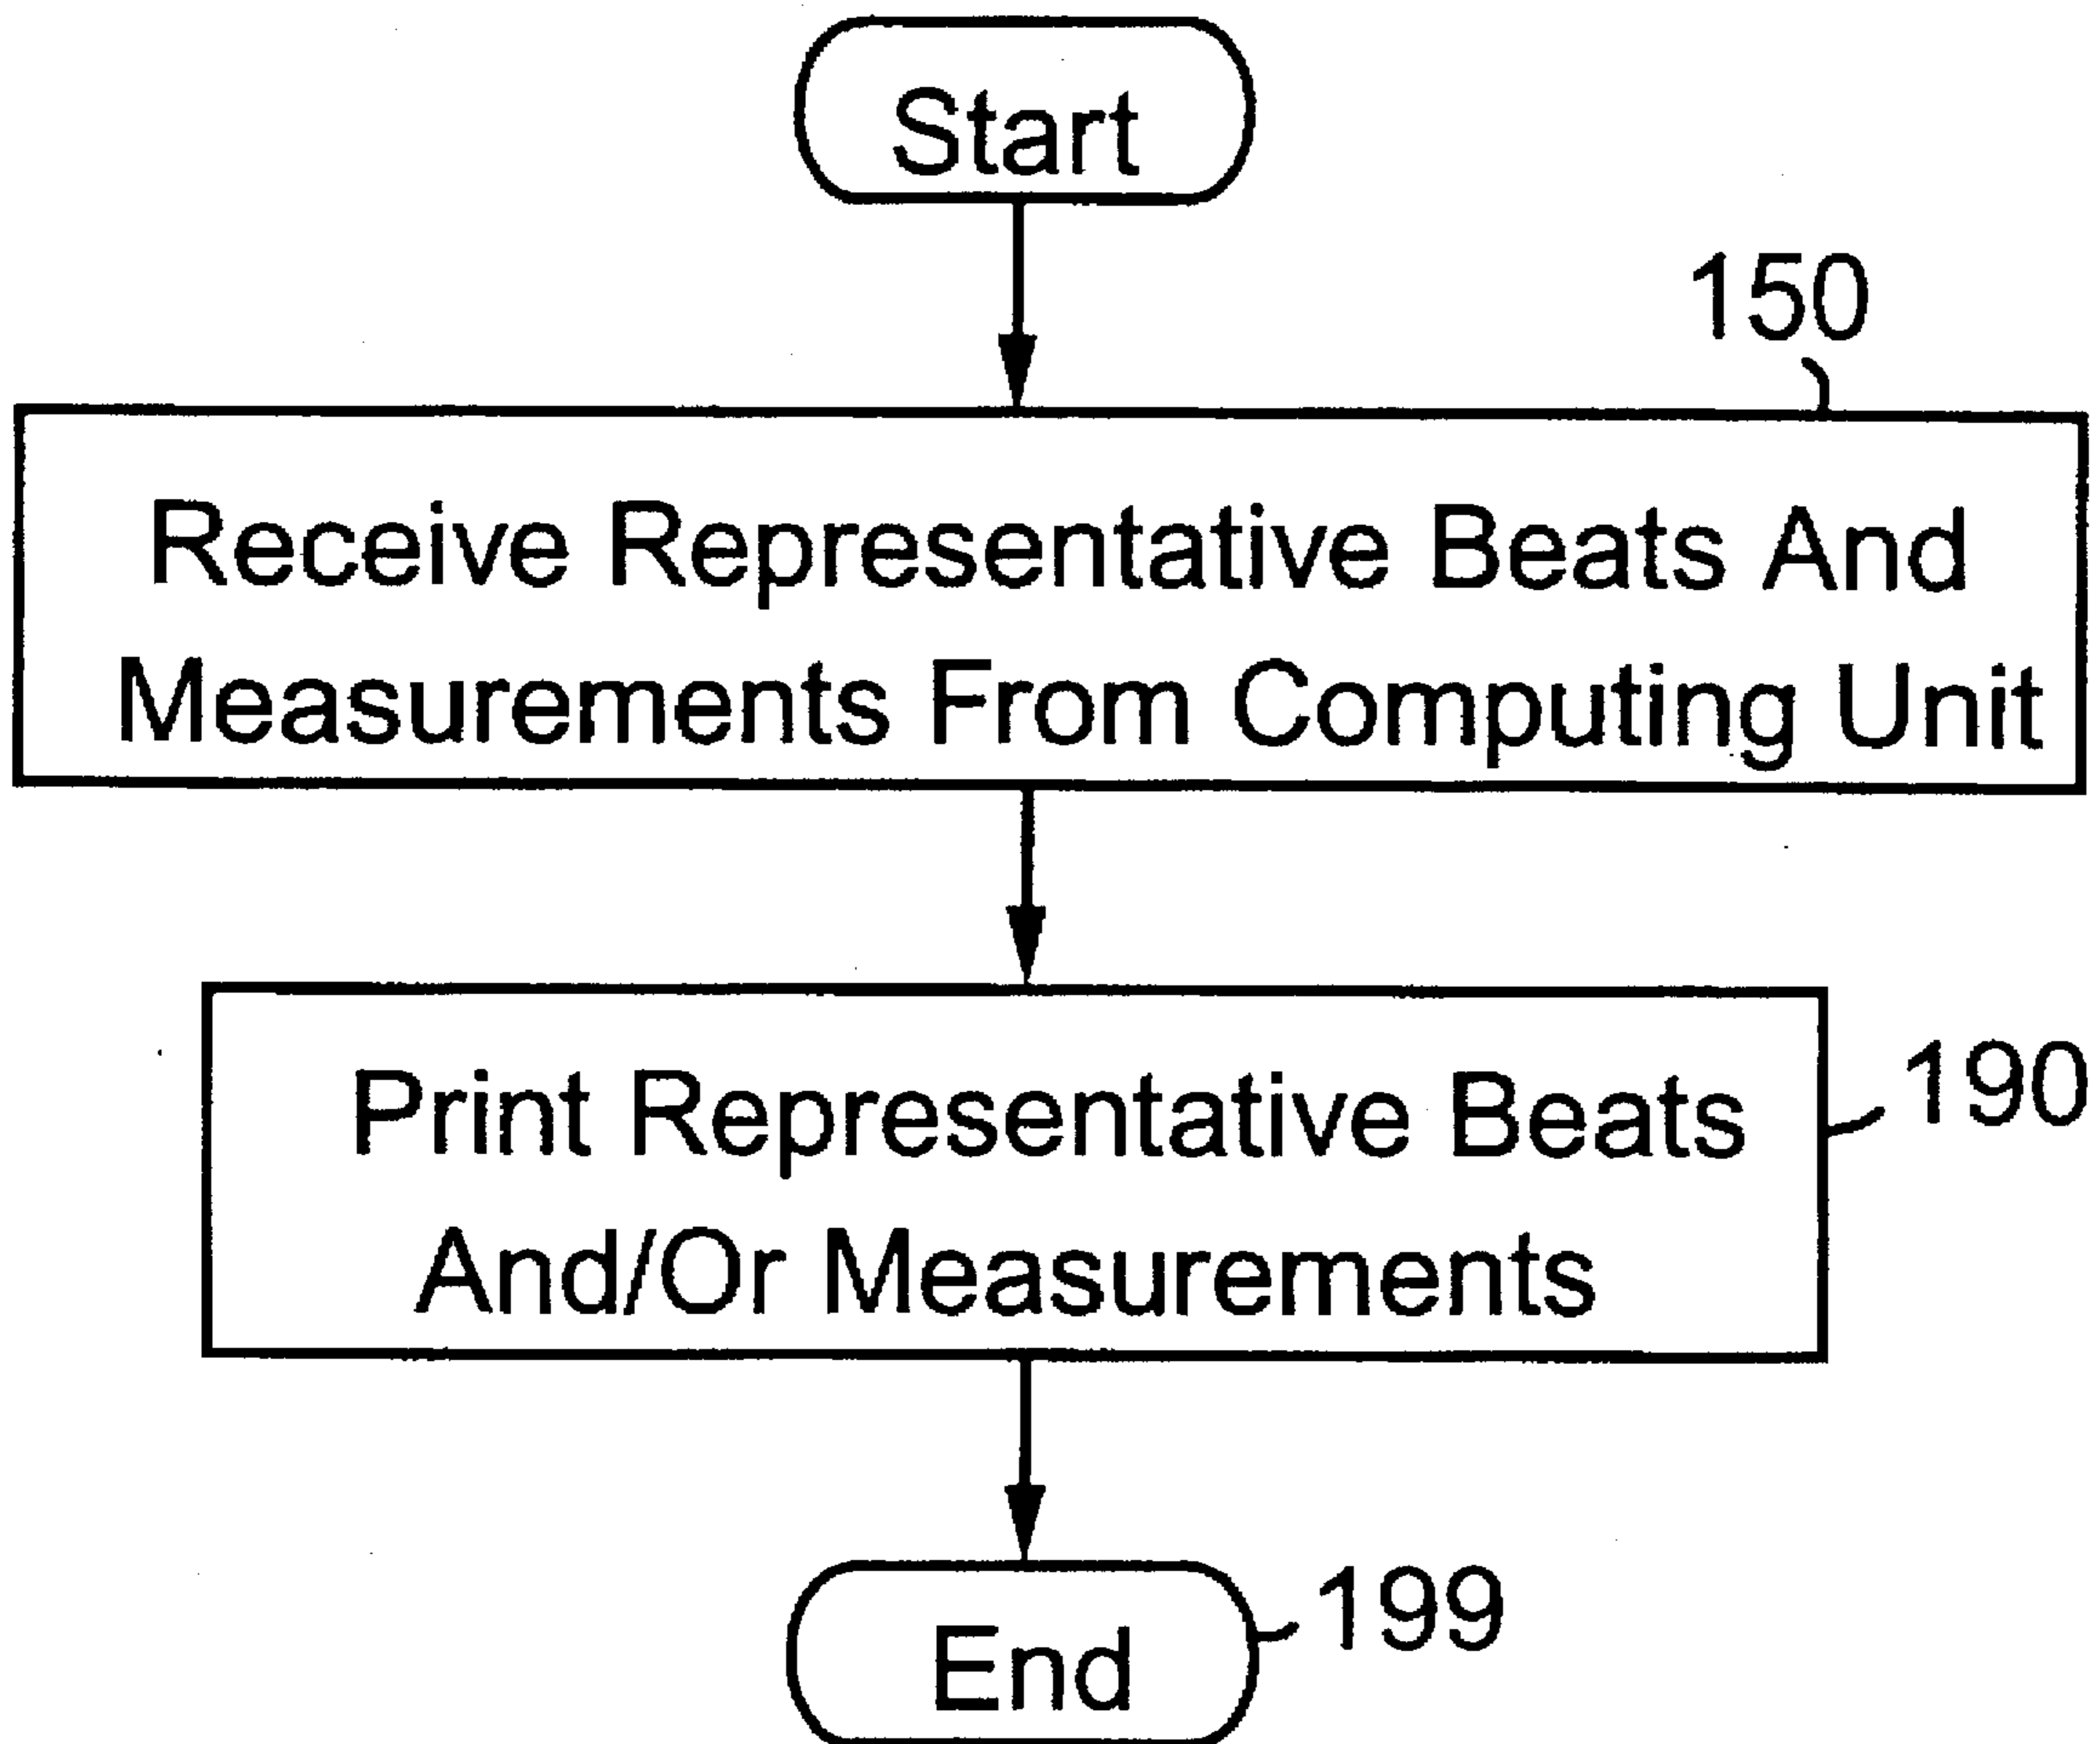 Start
150
Receive Representative Beats And
Measurements From Computing Unit
Print Representative Beats
190
And/Or Measurements
End
199